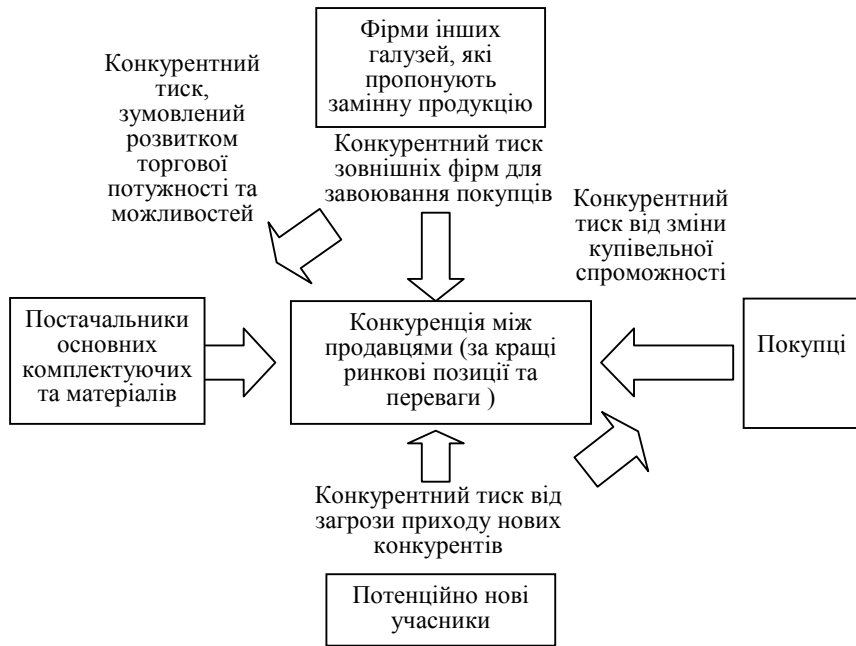 Фірми інших
галузей, які
пропонують
замінну продукцію
Конкурентний
тиск,
зумовлений
розвитком
торгової
потужності та
можливостей
Конкурентний тиск
зовнішніх фірм для
завоювання покупців
Конкурентний
тиск від зміни
купівельної
спроможності
Постачальники
основних
комплектуючих
та матеріалів
Конкуренція між
продавцями (за кращі
ринкові позиції та
переваги )
Покупці
Конкурентний тиск від
загрози приходу нових
конкурентів
Потенційно нові
учасники